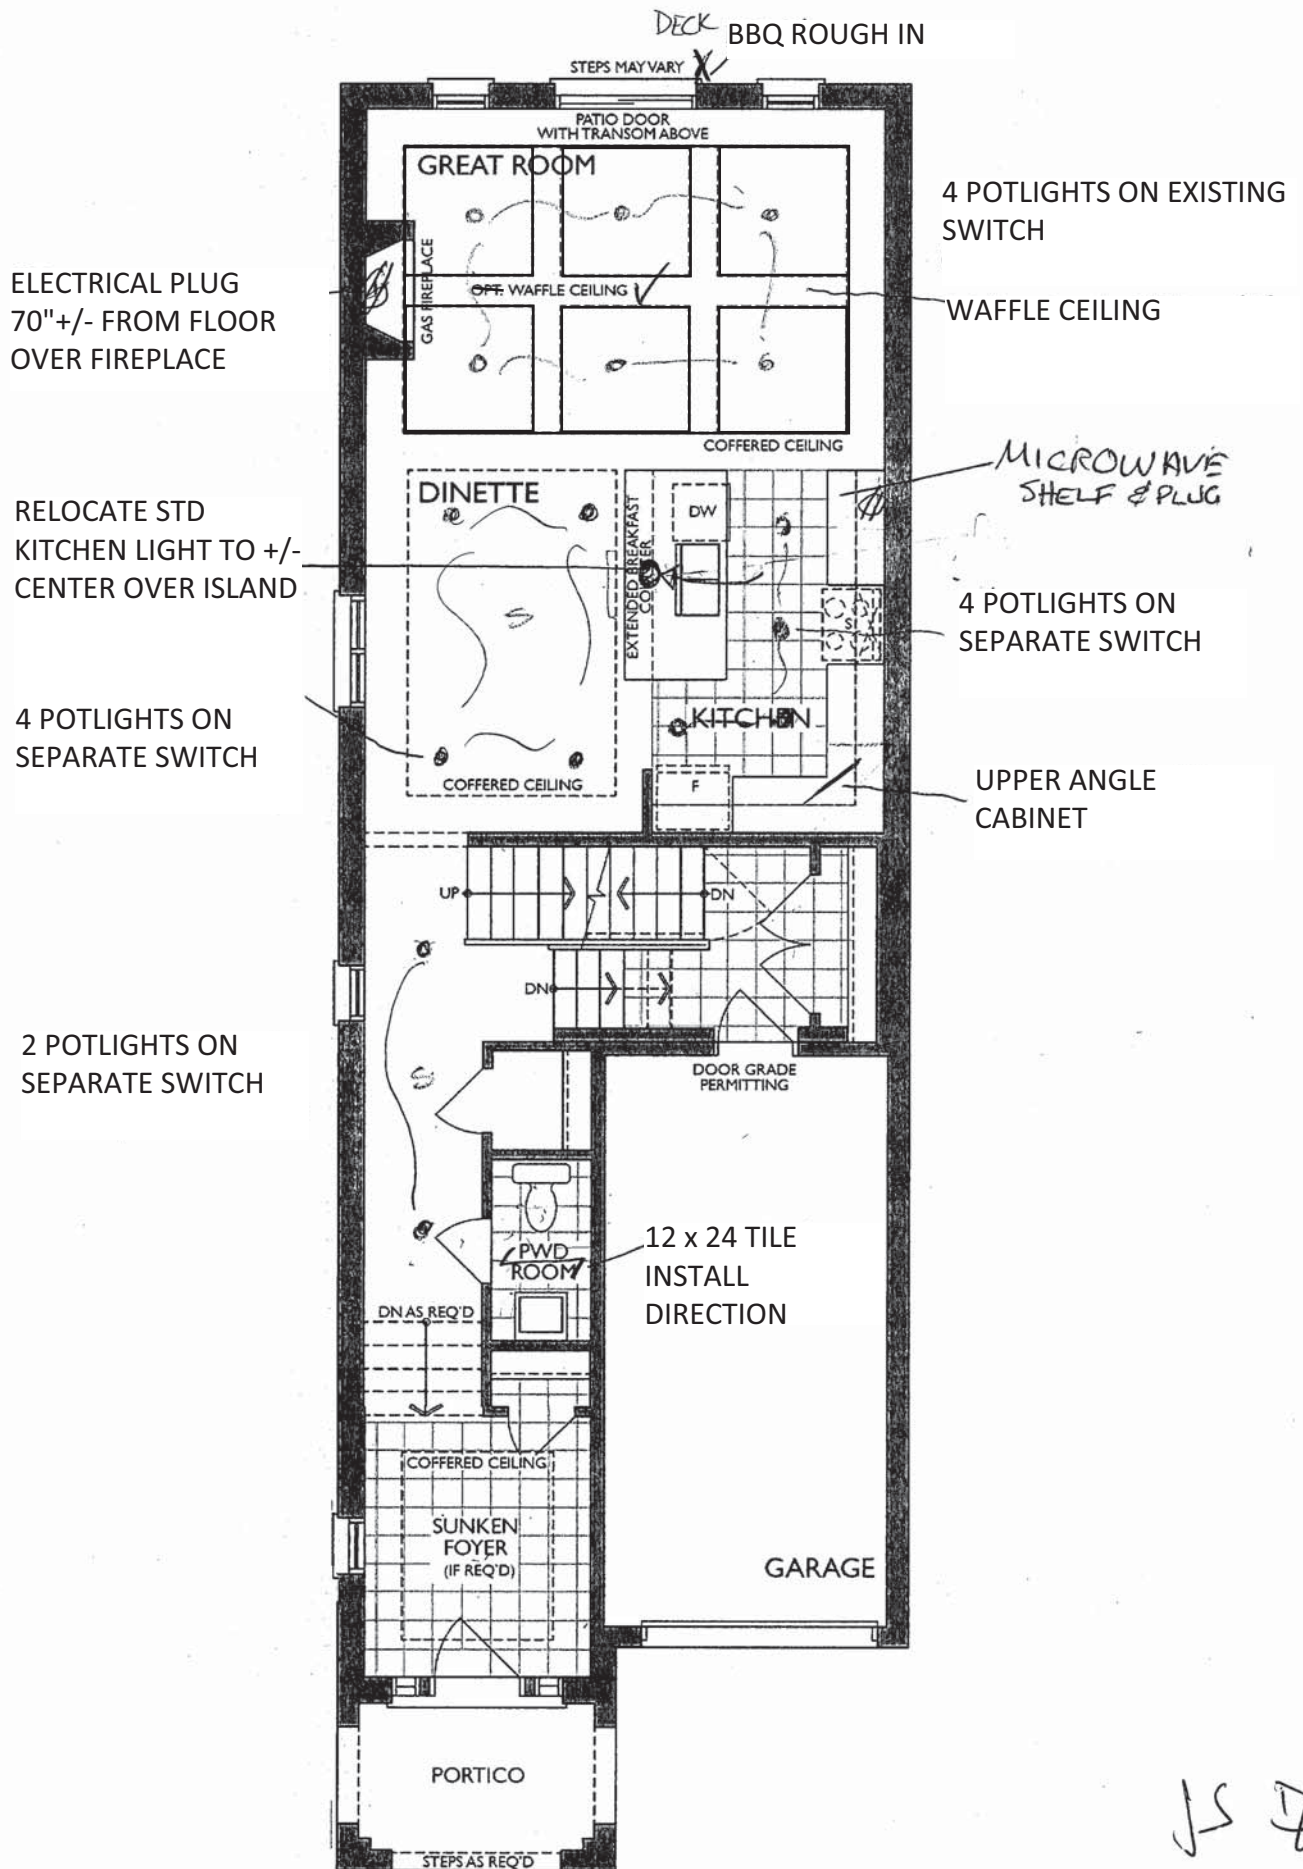 DECK
BBQ ROUGH IN
STEPS MAY VARY X
PATIO DOOR
WITH TRANSOM ABOVE
GREAT ROOM
4 POTLIGHTS ON EXISTING
SWITCH
GAS FIREPLACE
ELECTRICAL PLUG
70"+/- FROM FLOOR
OVER FIREPLACE
OPT. WAFFLE CEILING
WAFFLE CEILING
COFFERED CEILING
MICROWAVE
SHELF & PLUG
DINETTE
DW
EXTENDED BREAKFAST
COUNTER
RELOCATE STD
KITCHEN LIGHT TO +/-
CENTER OVER ISLAND
S
4 POTLIGHTS ON
SEPARATE SWITCH
4 POTLIGHTS ON
SEPARATE SWITCH
KITCHEN
COFFERED CEILING
F
UPPER ANGLE
CABINET
UP
DN
DN
2 POTLIGHTS ON
SEPARATE SWITCH
DOOR GRADE
PERMITTING
PWD
ROOM
12 x 24 TILE
INSTALL
DIRECTION
DN AS REQ'D
COFFERED CEILING
SUNKEN
FOYER
(IF REQ'D)
GARAGE
PORTICO
STEPS AS REQ'D
JS